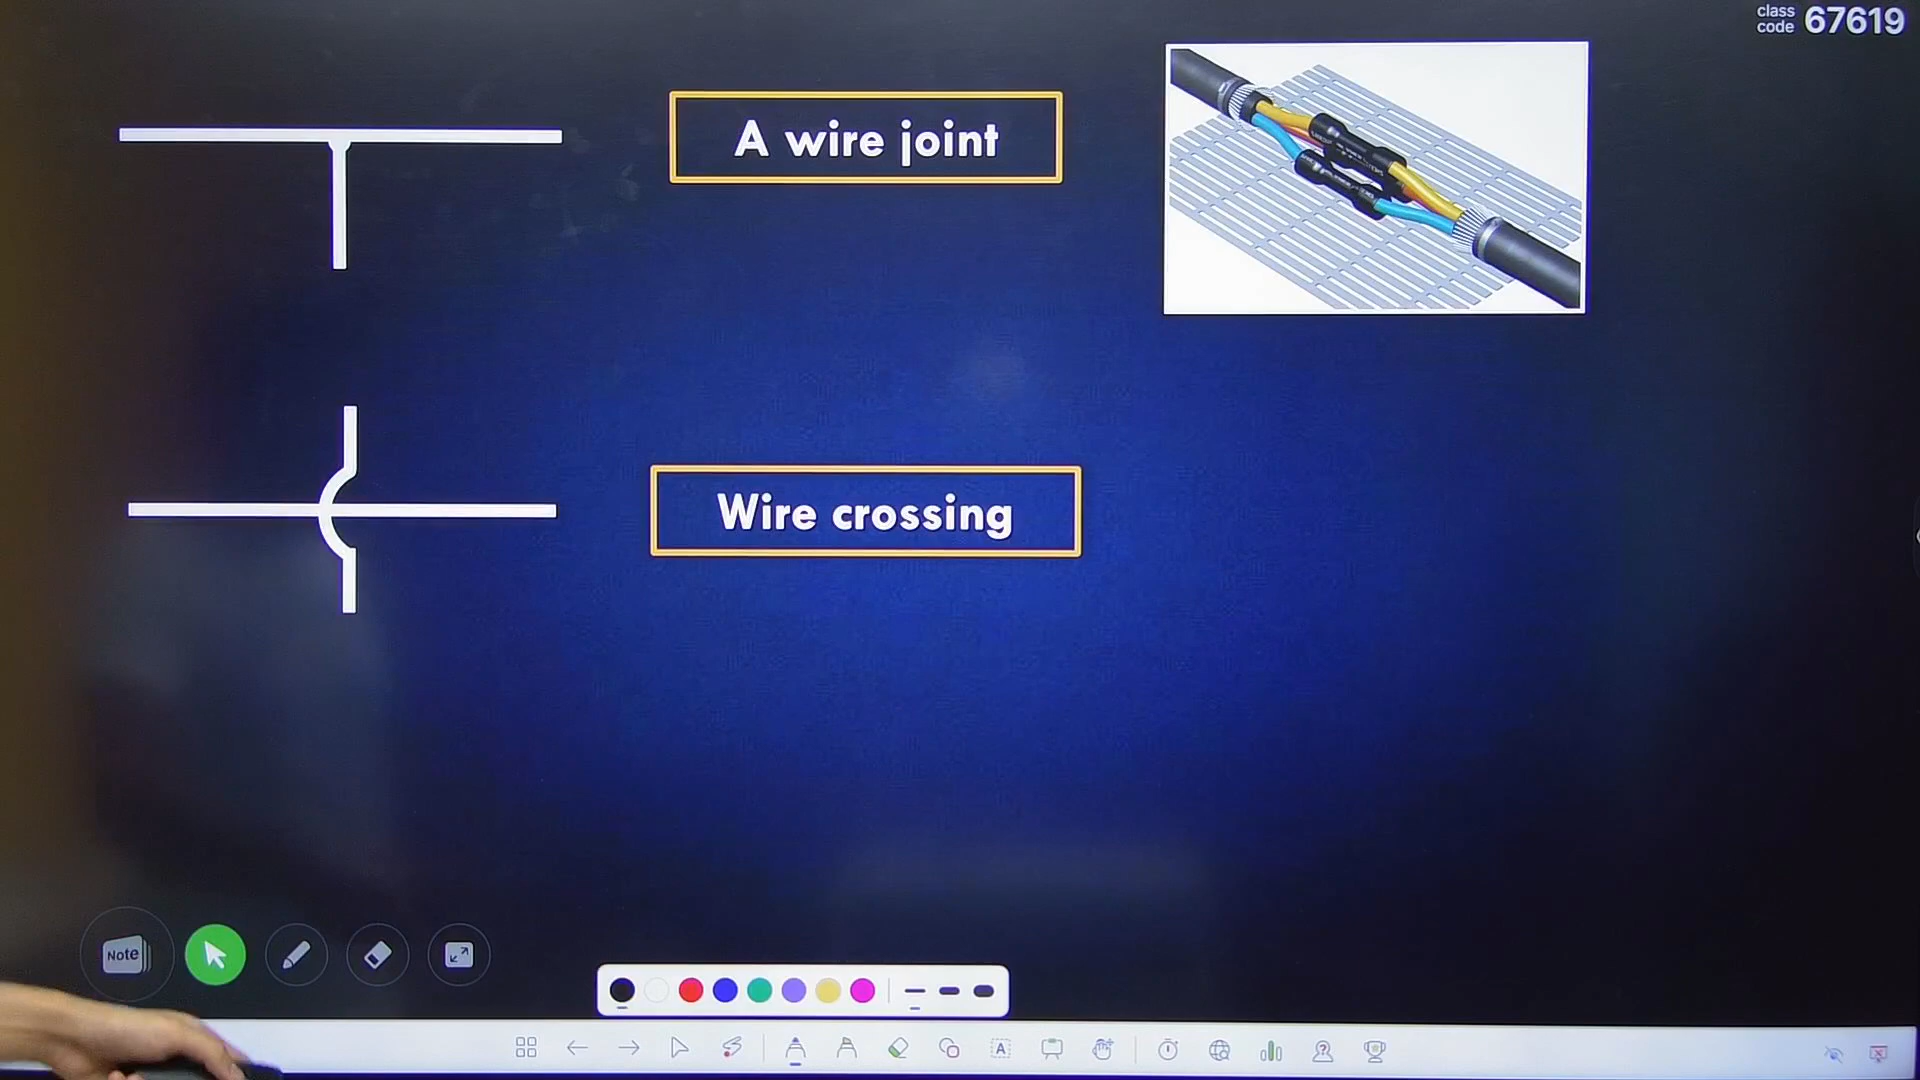 class
code 67619
A wire joint
Wire crossing
Note
A